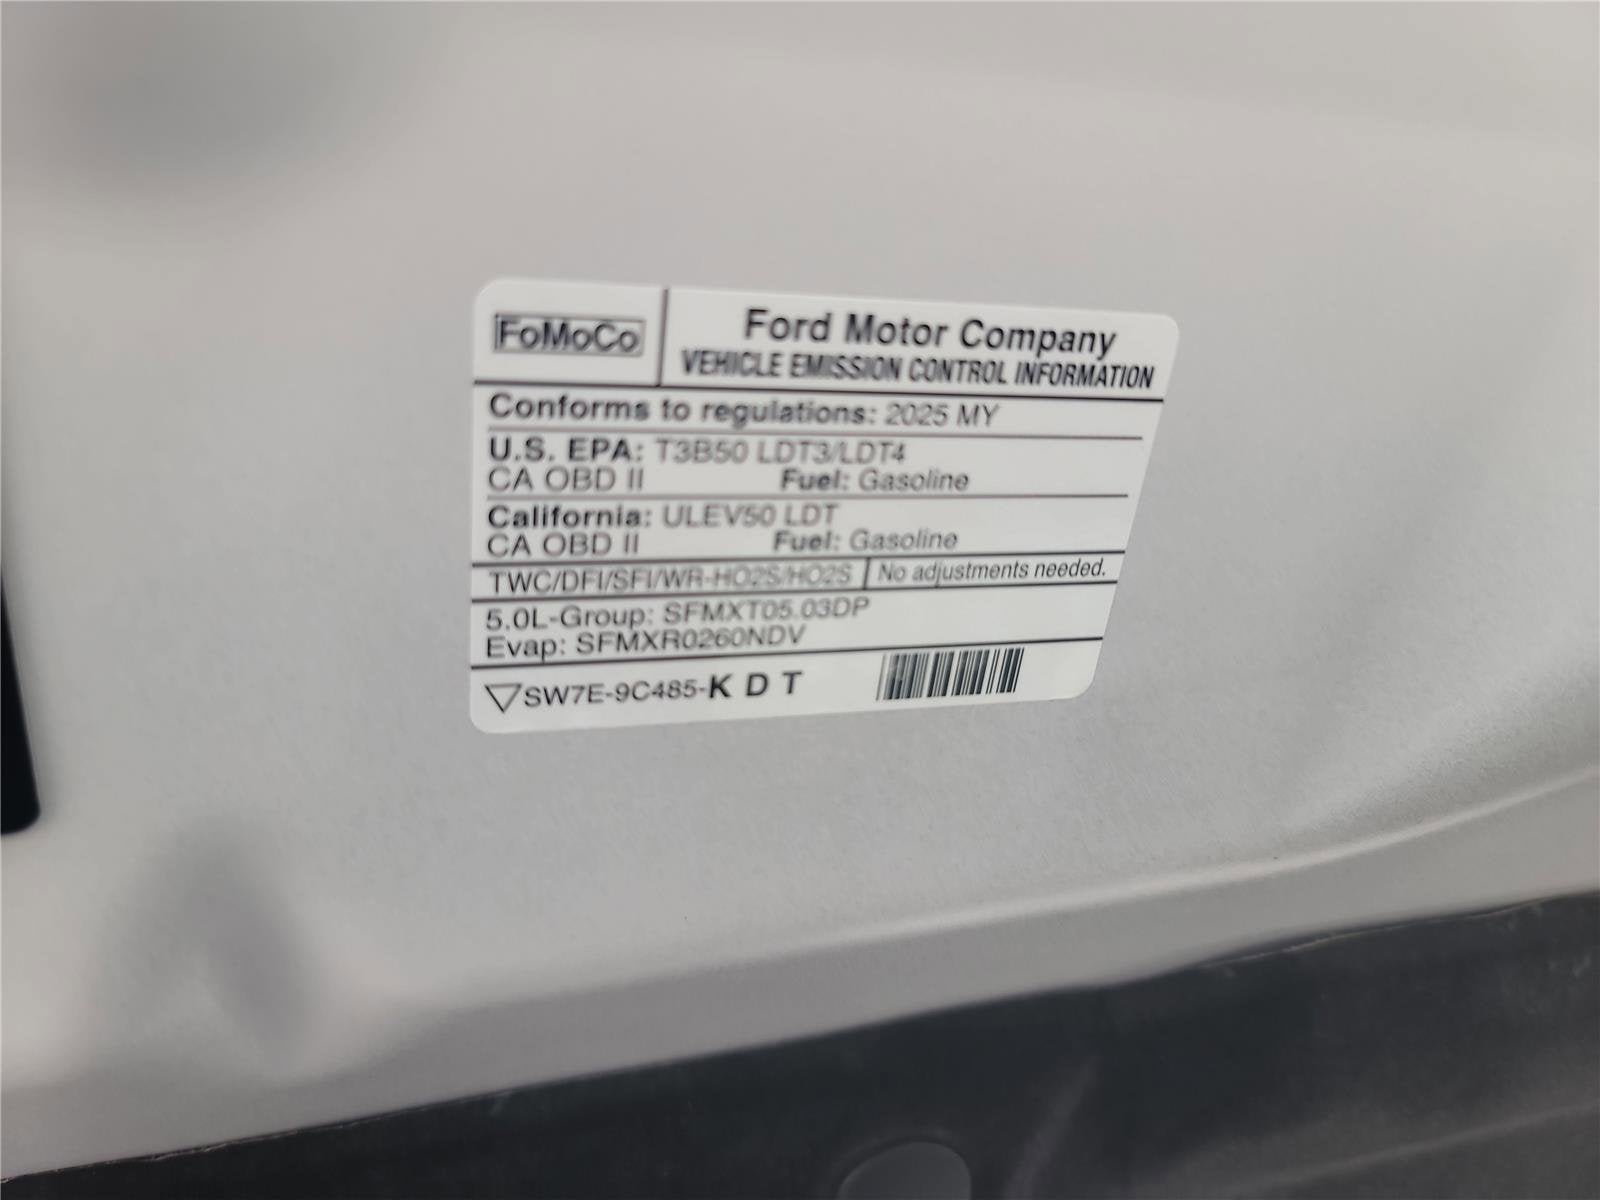 FoMoCo
Ford Motor Company
VEHICLE EMISSION CONTROL INFORMATION
Conforms to regulations: 2025 MY
U.S. EPA: T3B50 LDT3/LDT4
CA OBD II Fuel: Gasoline
California: ULEV50 LDT
CA OBD II Fuel: Gasoline
TWC/DFI/SFI/WR-HO2S/HO2S No adjustments needed.
5.0L-Group: SFMXT05.03DP
Evap: SFMXR0260NDV
SW7E-9C485-K D T